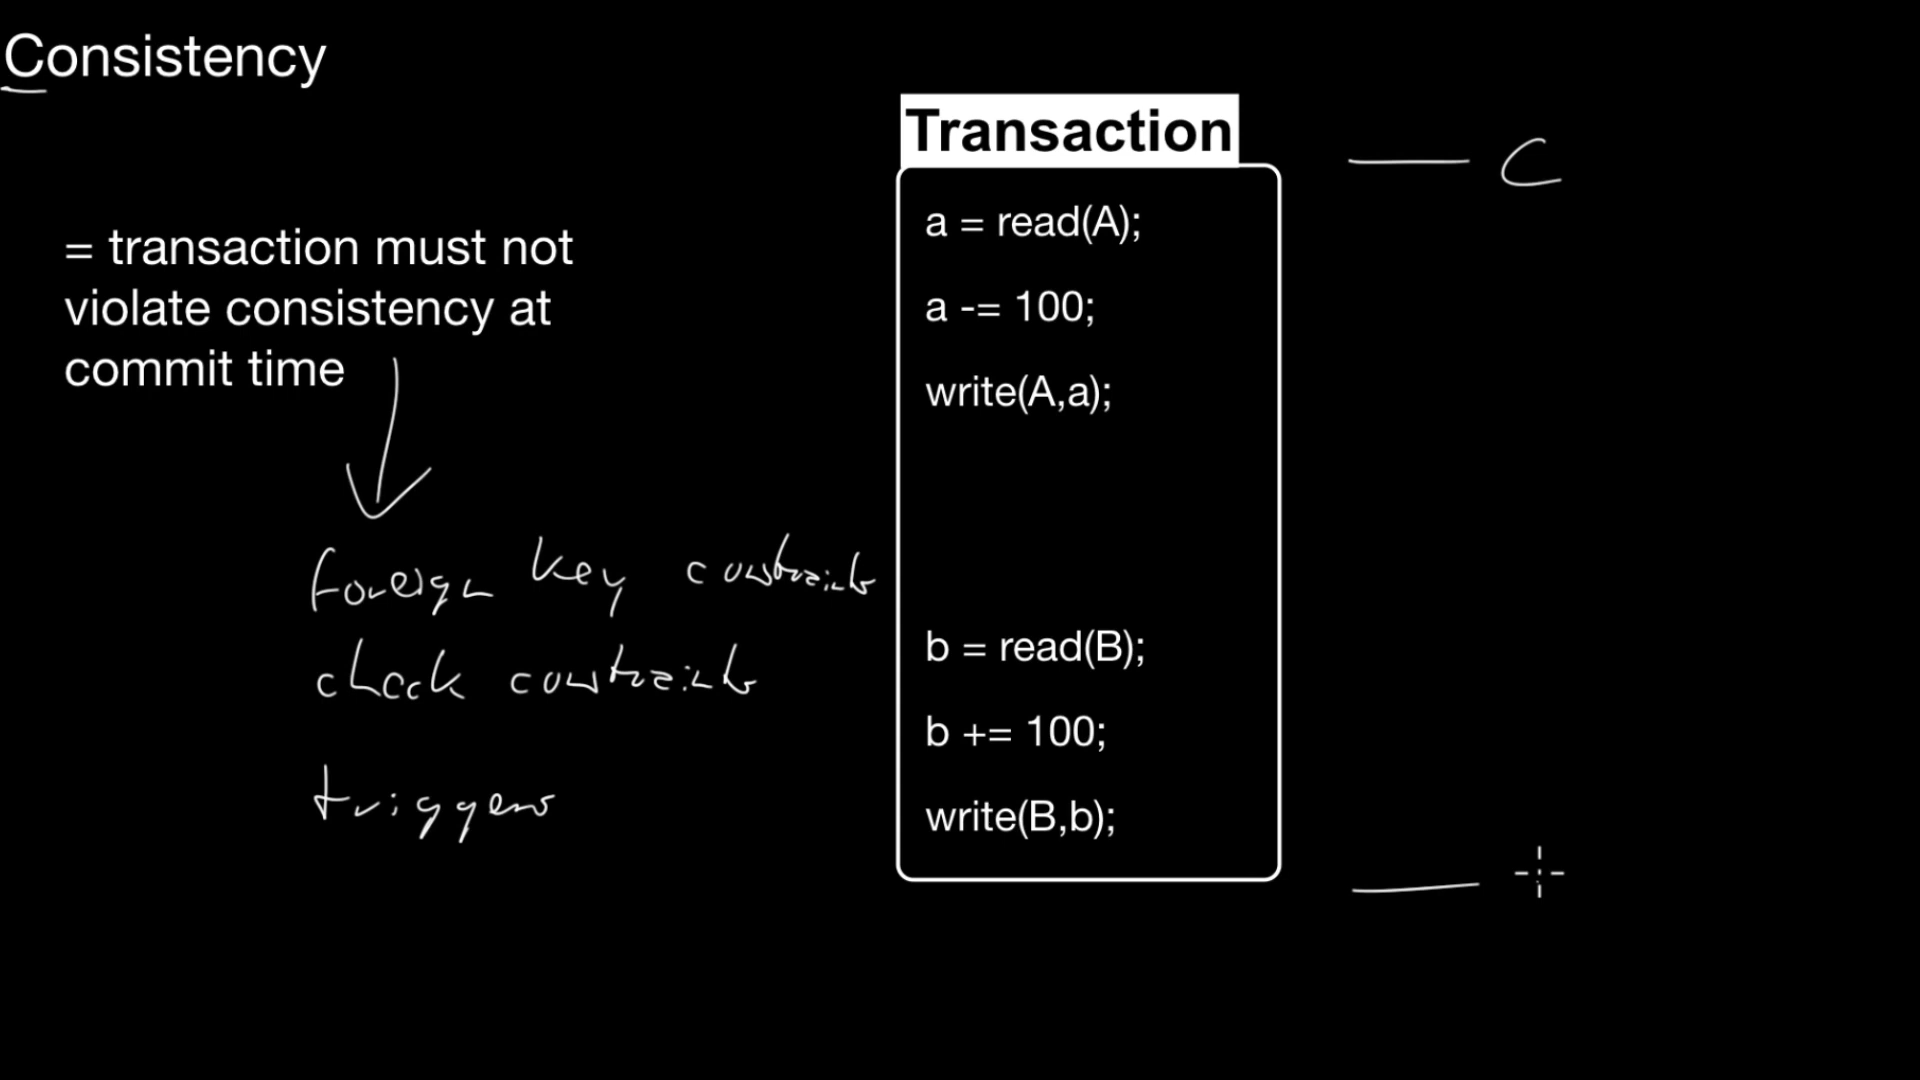 Consistency
= transaction must not
violate consistency at
commit time
foreign key constraints
check constraints
triggers
Transaction
a = read(A);
a -= 100;
write(A,a);
b = read(B);
b += 100;
write(B,b);
C